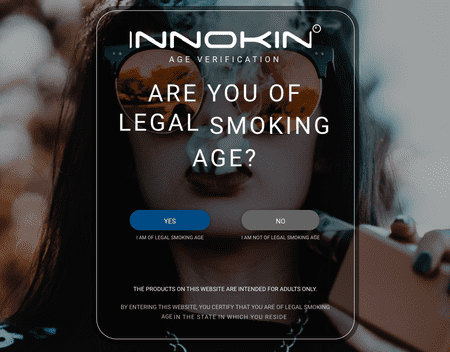 INNOKIN
AGE VERIFICATION
ARE YOU OF
LEGAL SMOKING
AGE?
YES
NO
I AM OF LEGAL SMOKING AGE
I AM NOT OF LEGAL SMOKING AGE
THE PRODUCTS ON THIS WEBSITE ARE INTENDED FOR ADULTS ONLY.
BY ENTERING THIS WEBSITE, YOU CERTIFY THAT YOU ARE OF LEGAL SMOKING
AGE IN THE STATE IN WHICH YOU RESIDE